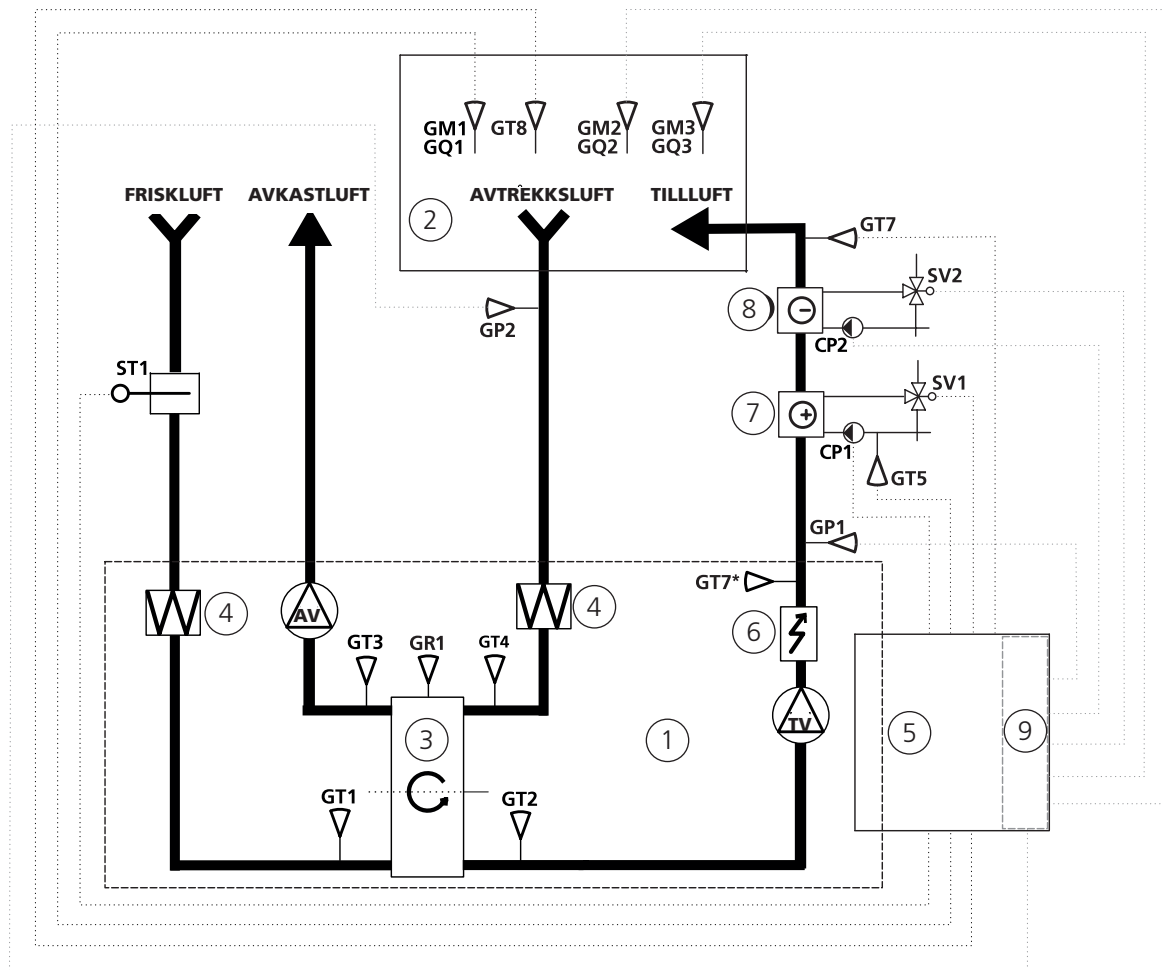 GM1
GQ1
GT8
GM2
GQ2
GM3
GQ3
FRISKLUFT
AVKASTLUFT
AVTREKKSLUFT
TILLLUFT
2
GT7
SV2
8
CP2
GP2
ST1
SV1
7
CP1
GT5
GP1
GT7*
4
AV
4
6
GT3
GR1
GT4
3
1
TV
5
9
GT1
GT2